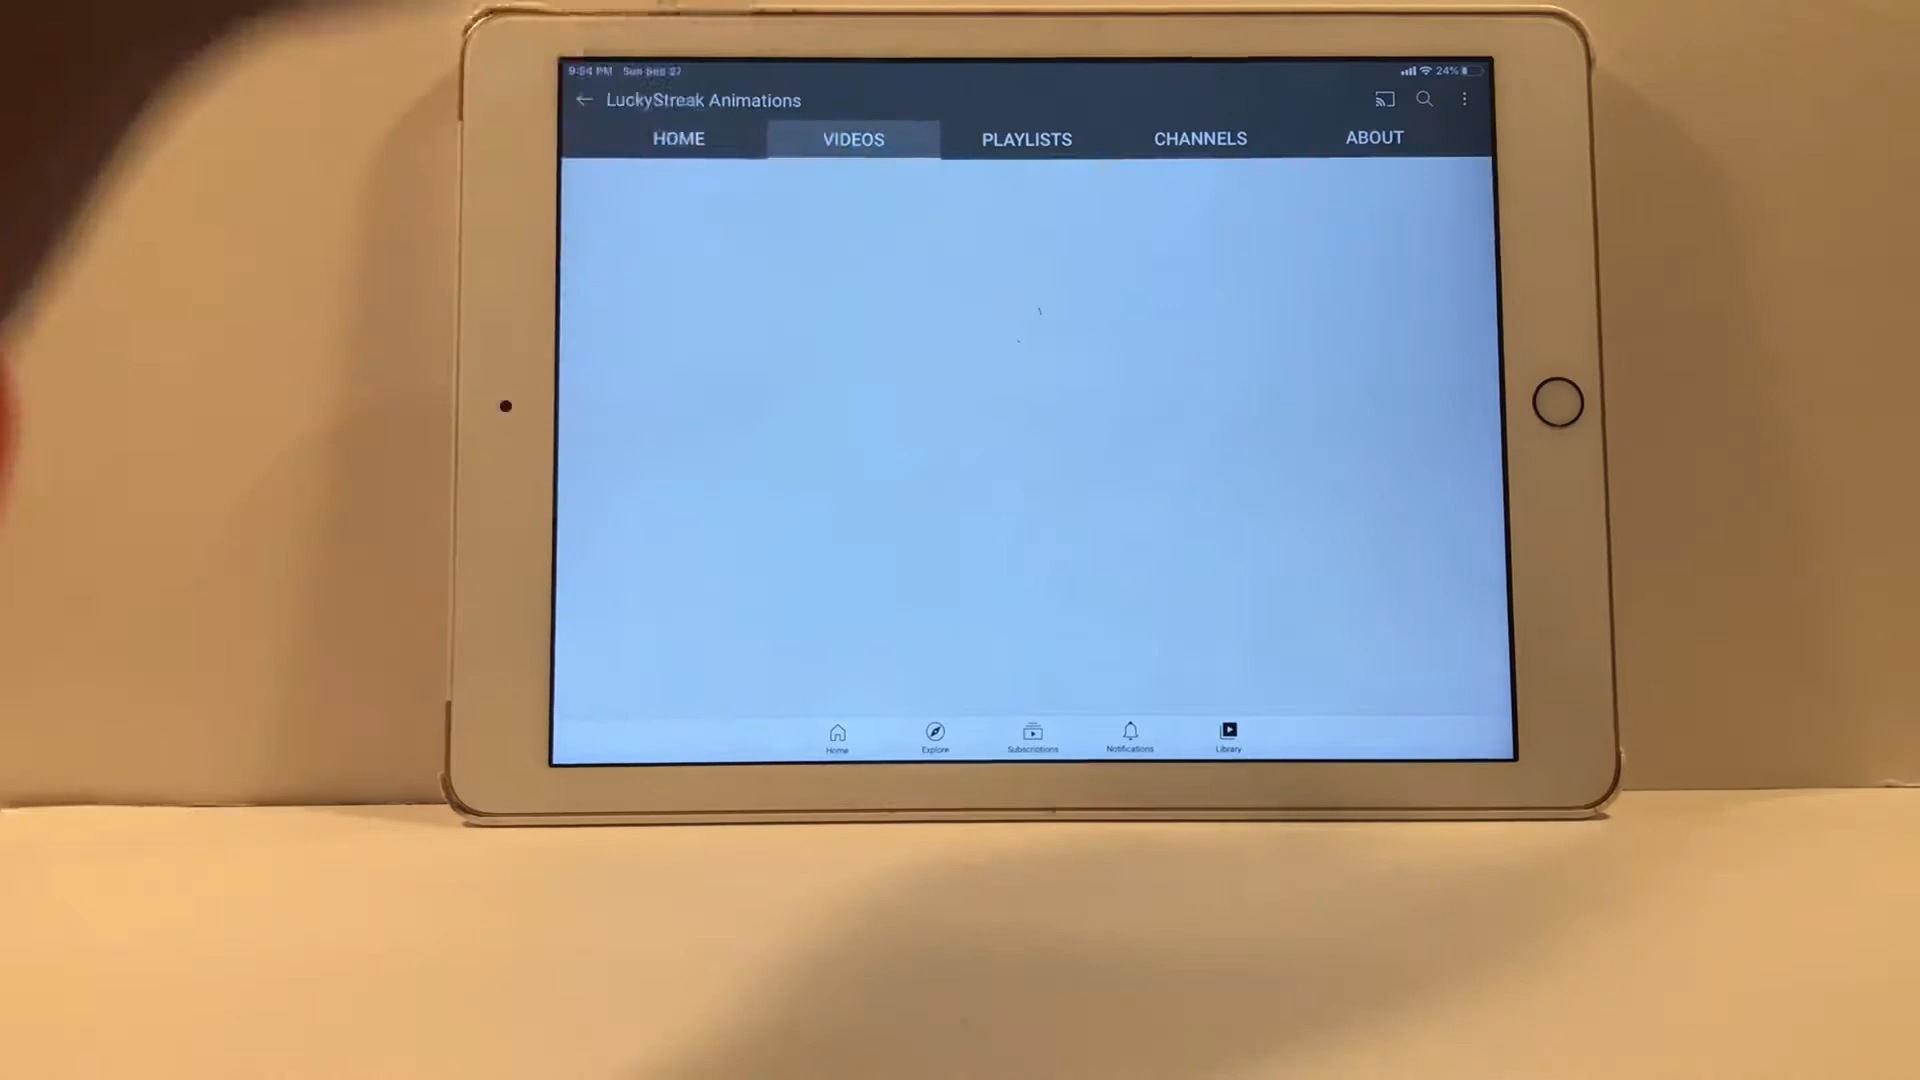 9:54 PM Sun Sep 27
24%
LuckyStreak Animations
HOME VIDEOS PLAYLISTS CHANNELS ABOUT
Home Explore Subscriptions Notifications Library